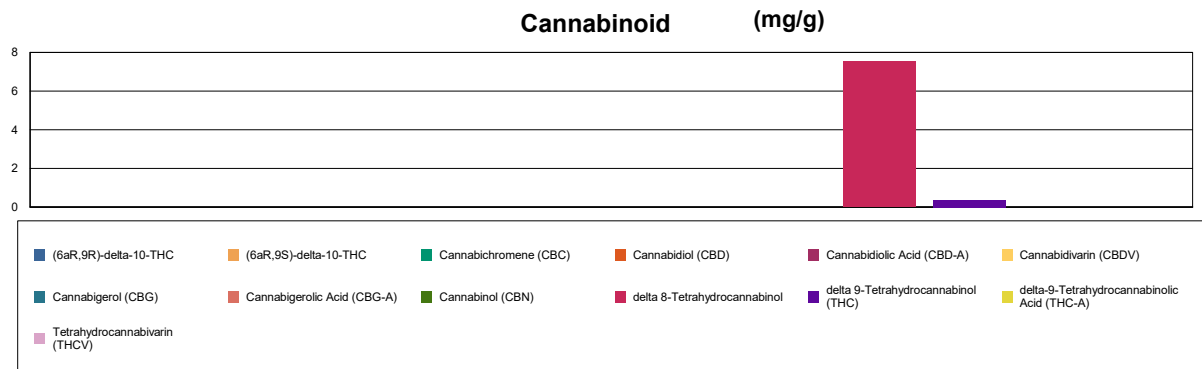 Cannabinoid (mg/g)
8
6
4
2
0
(6aR,9R)-delta-10-THC
(6aR,9S)-delta-10-THC
Cannabichromene (CBC)
Cannabidiol (CBD)
Cannabidiolic Acid (CBD-A)
Cannabidivarin (CBDV)
Cannabigerol (CBG)
Cannabigerolic Acid (CBG-A)
Cannabinol (CBN)
delta 8-Tetrahydrocannabinol
delta 9-Tetrahydrocannabinol
(THC)
delta-9-Tetrahydrocannabinolic
Acid (THC-A)
Tetrahydrocannabivarin
(THCV)